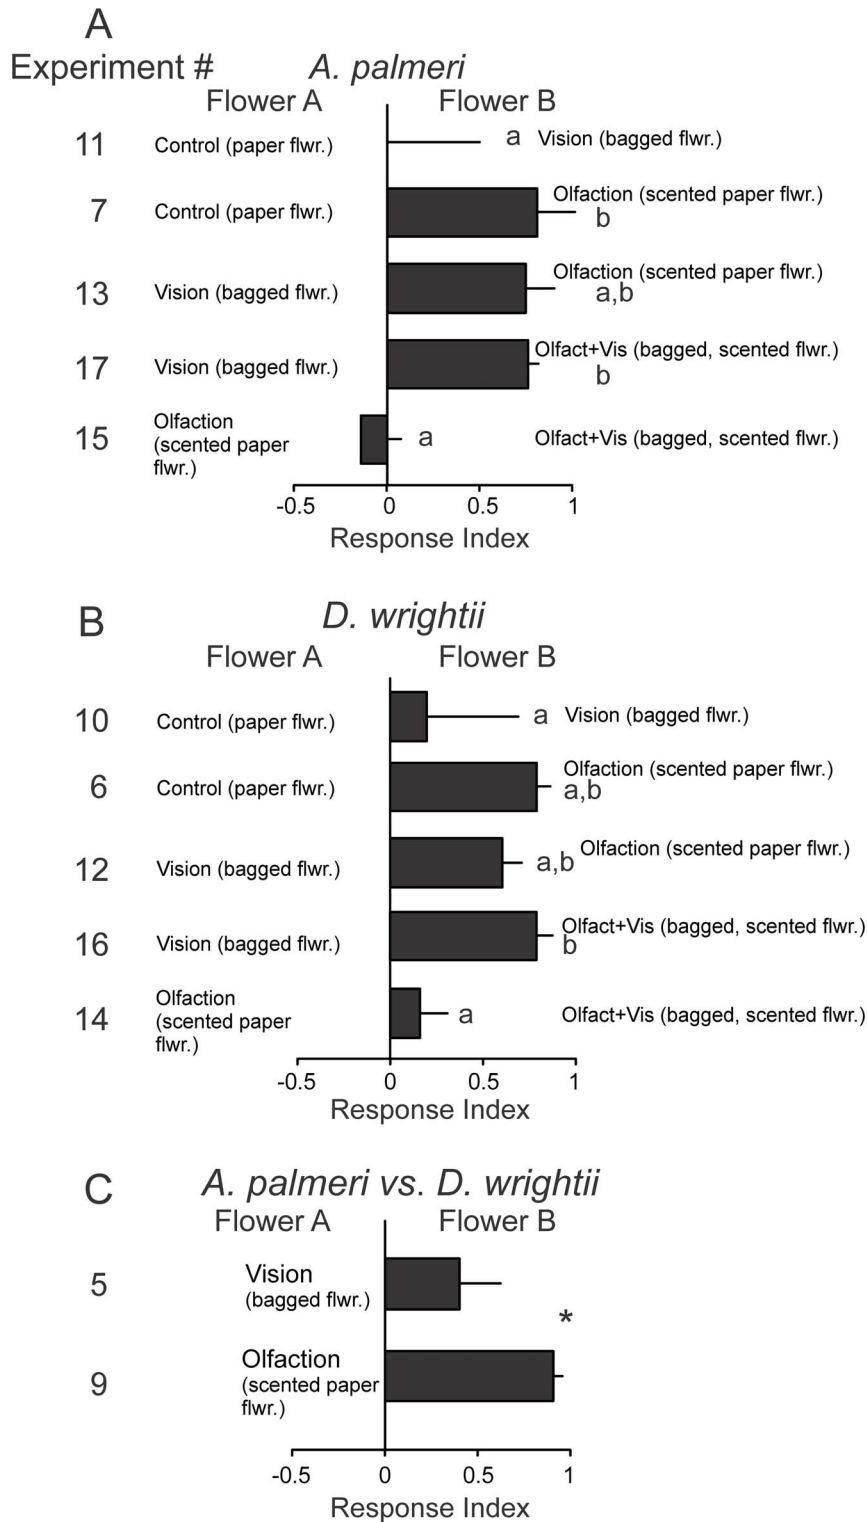 A
Experiment # A. palmeri
Flower A Flower B
11 Control (paper flwr.) a Vision (bagged flwr.)
7 Control (paper flwr.) Olfaction (scented paper flwr.)
b
13 Vision (bagged flwr.) Olfaction (scented paper flwr.)
a,b
17 Vision (bagged flwr.) Olfact+Vis (bagged, scented flwr.)
b
15 Olfaction
(scented paper
flwr.)
a Olfact+Vis (bagged, scented flwr.)
-0.5 0 0.5 1
Response Index
B D. wrightii
Flower A Flower B
10 Control (paper flwr.) a Vision (bagged flwr.)
6 Control (paper flwr.) Olfaction (scented paper flwr.)
a,b
12 Vision (bagged flwr.) a,b Olfaction (scented paper flwr.)
16 Vision (bagged flwr.) Olfact+Vis (bagged, scented flwr.)
b
14 Olfaction
(scented paper
flwr.)
a Olfact+Vis (bagged, scented flwr.)
-0.5 0 0.5 1
Response Index
C A. palmeri vs. D. wrightii
Flower A Flower B
5 Vision
(bagged flwr.)
*
9 Olfaction
(scented paper
flwr.)
-0.5 0 0.5 1
Response Index